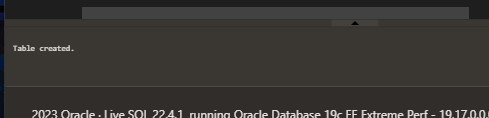 Table created.
2023 Oracle · Live SQL 22.4.1, running Oracle Database 19c EE Extreme Perf - 19.17.0.0